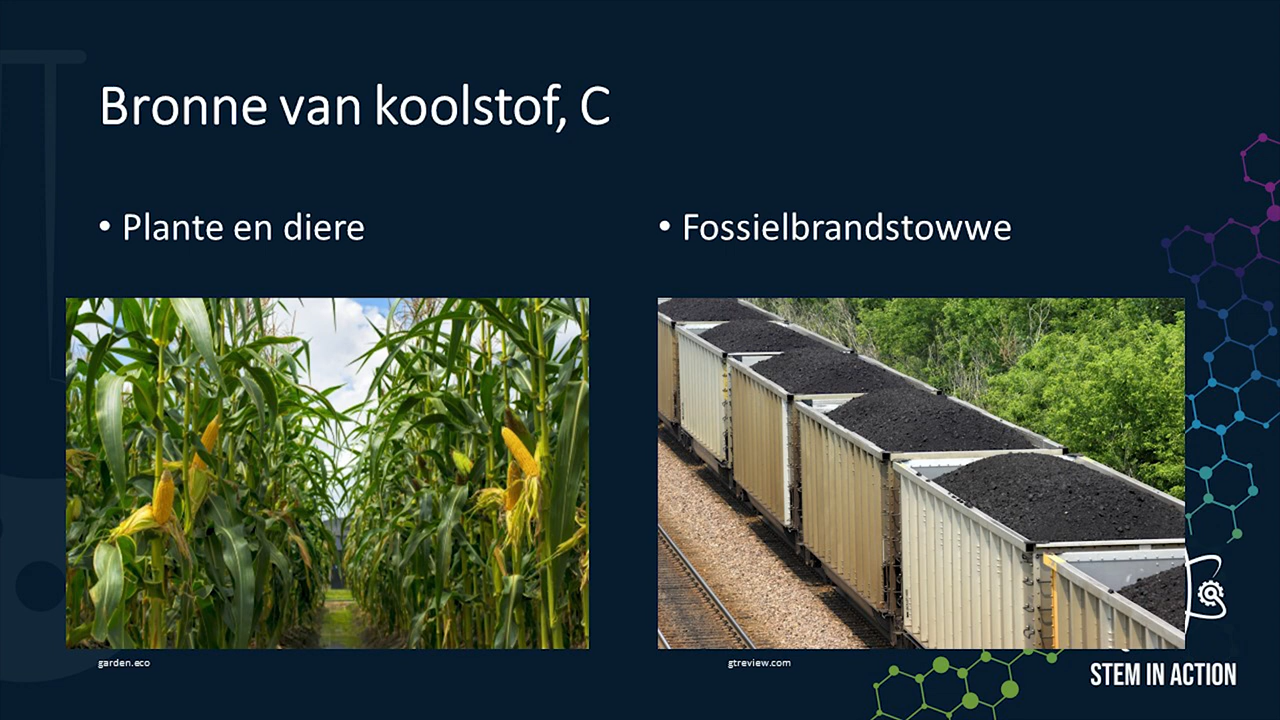 Bronne van koolstof, C
• Plante en diere
• Fossielbrandstowwe
garden.eco
gtreview.com
STEM IN ACTION